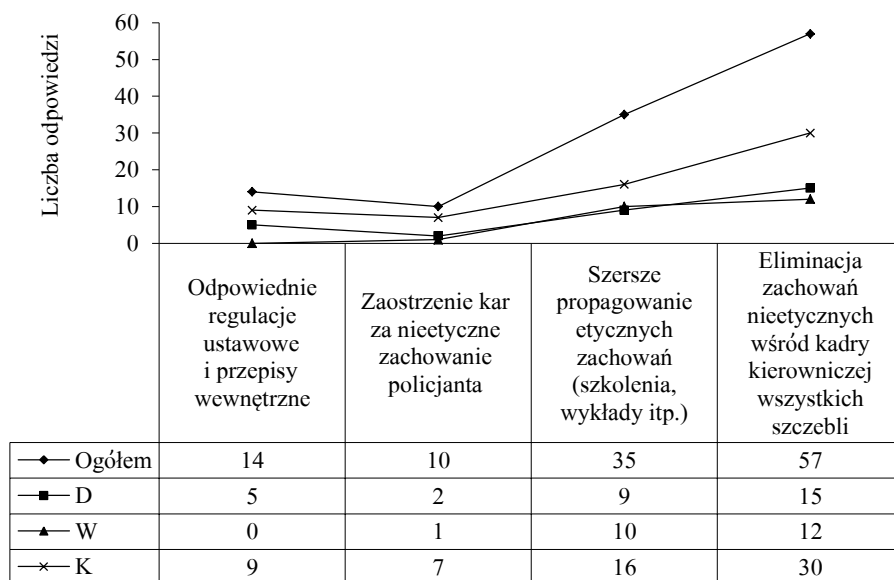 60
50
40
30
20
10
0
Liczba odpowiedzi
Odpowiednie
regulacje
ustawowe
i przepisy
wewnętrzne
Zaostrzenie kar
za nieetyczne
zachowanie
policjanta
Szersze
propagowanie
etycznych
zachowań
(szkolenia,
wykłady itp.)
Eliminacja
zachowań
nieetycznych
wśród kadry
kierowniczej
wszystkich
szczebli
Ogółem 14 10 35 57
D 5 2 9 15
W 0 1 10 12
K 9 7 16 30